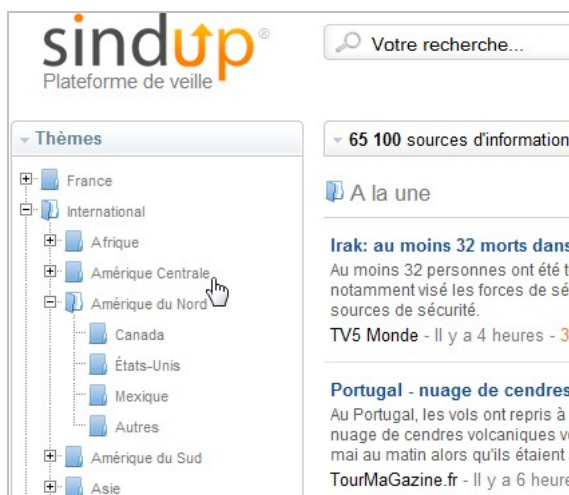 sindup®
Plateforme de veille
Votre recherche...
Thèmes
France
International
Afrique
Amérique Centrale
Amérique du Nord
Canada
États-Unis
Mexique
Autres
Amérique du Sud
Asie
65 100 sources d'information
A la une
Irak: au moins 32 morts dans
Au moins 32 personnes ont été
notamment visé les forces de
sources de sécurité.
TV5 Monde - Il y a 4 heures - 3
Portugal - nuage de cendres
Au Portugal, les vols ont repris à
nuage de cendres volcaniques
mai au matin alors qu'ils étaient
TourMaGazine.fr - Il y a 6 heure